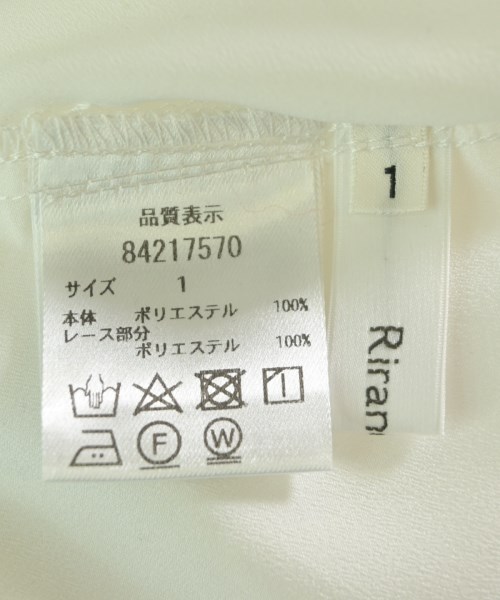 品質表示
84217570
サイズ 1
本体 ポリエステル 100%
レース部分
ポリエステル 100%
F
W
1